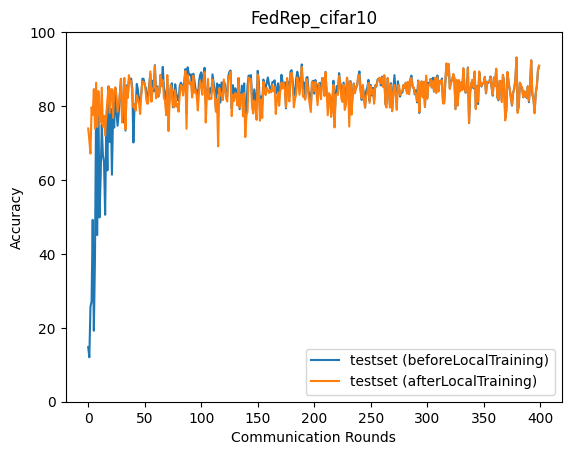 FedRep_cifar10
Accuracy
100
80
60
40
20
0
0 50 100 150 200 250 300 350 400
Communication Rounds
testset (beforeLocalTraining)
testset (afterLocalTraining)